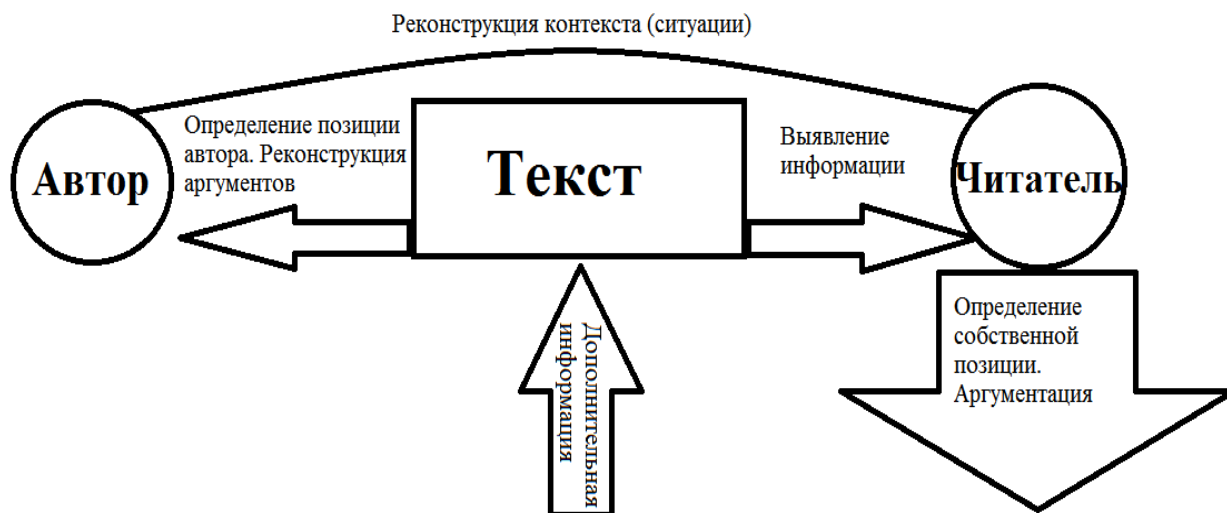 Реконструкция контекста (ситуации)
Автор
Определение позиции
автора. Реконструкция
аргументов
Текст
Выявление
информации
Читатель
Дополнительная
информация
Определение
собственной
позиции.
Аргументация